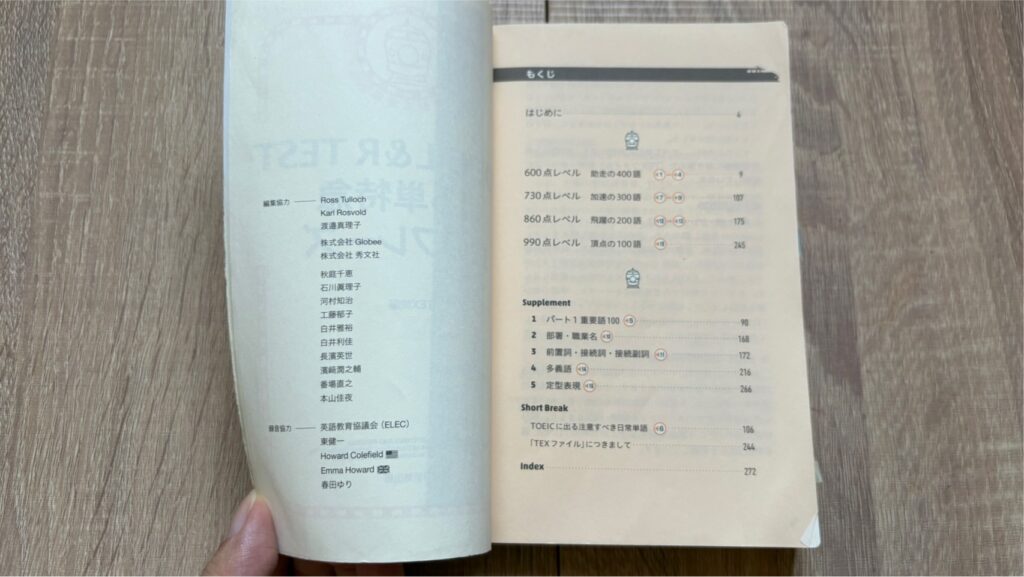 編集協力 Ross Tulloch
Karl Rosvold
渡邉真理子
株式会社 Globee
株式会社 秀文社
秋庭千恵
石川眞理子
河村知治
工藤郁子
白井雅裕
白井利佳
長濱英世
濱﨑潤之輔
番場直之
本山佳夜
録音協力 英語教育協議会 (ELEC)
東健一
Howard Colefield
Emma Howard
春田ゆり
もくじ
はじめに 6
600点レベル 助走の400語 9
730点レベル 加速の300語 107
860点レベル 飛躍の200語 175
990点レベル 頂点の100語 245
Supplement
1 パート1 重要語100 90
2 部署・職業名 168
3 前置詞・接続詞・接続副詞 172
4 多義語 216
5 定型表現 266
Short Break
TOEICに出る注意すべき日常単語 106
「TEXファイル」につきまして 244
Index 272